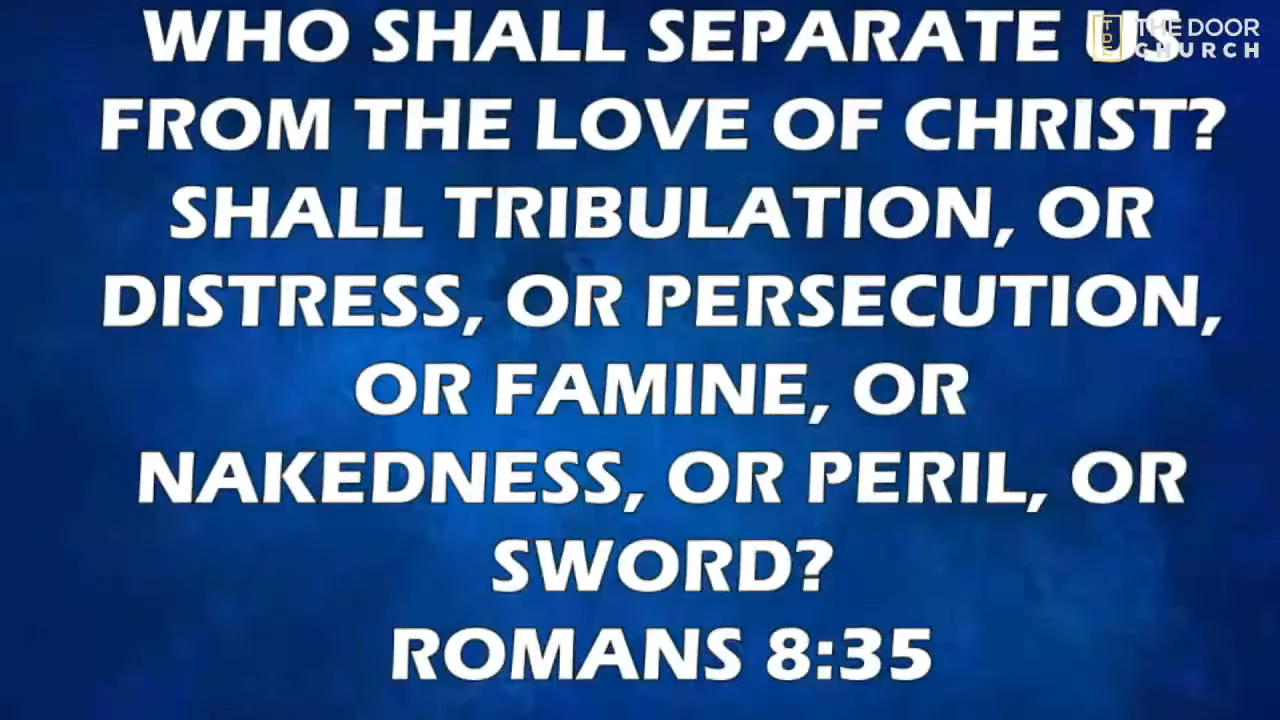 WHO SHALL SEPARATE US
FROM THE LOVE OF CHRIST?
SHALL TRIBULATION, OR
DISTRESS, OR PERSECUTION,
OR FAMINE, OR
NAKEDNESS, OR PERIL, OR
SWORD?
ROMANS 8:35
TDC
THE DOOR
CHURCH